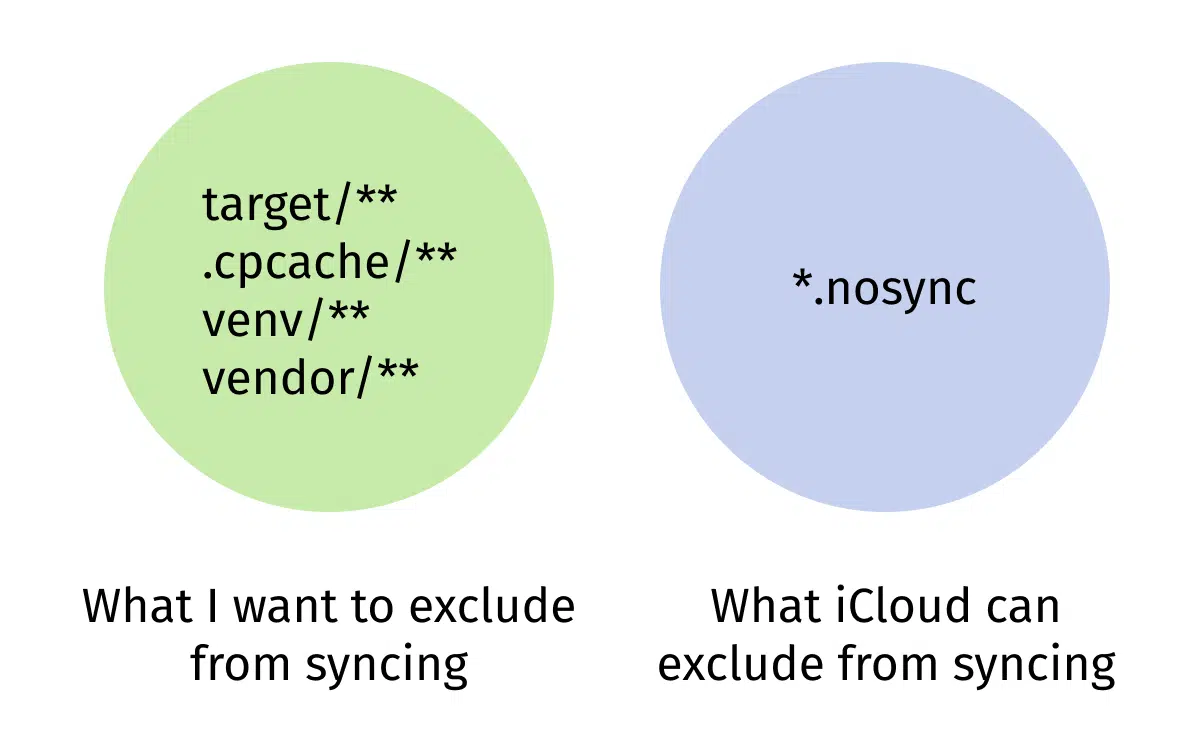 target/**
.cpcache/**
venv/**
vendor/**
*.nosync
What I want to exclude
from syncing
What iCloud can
exclude from syncing